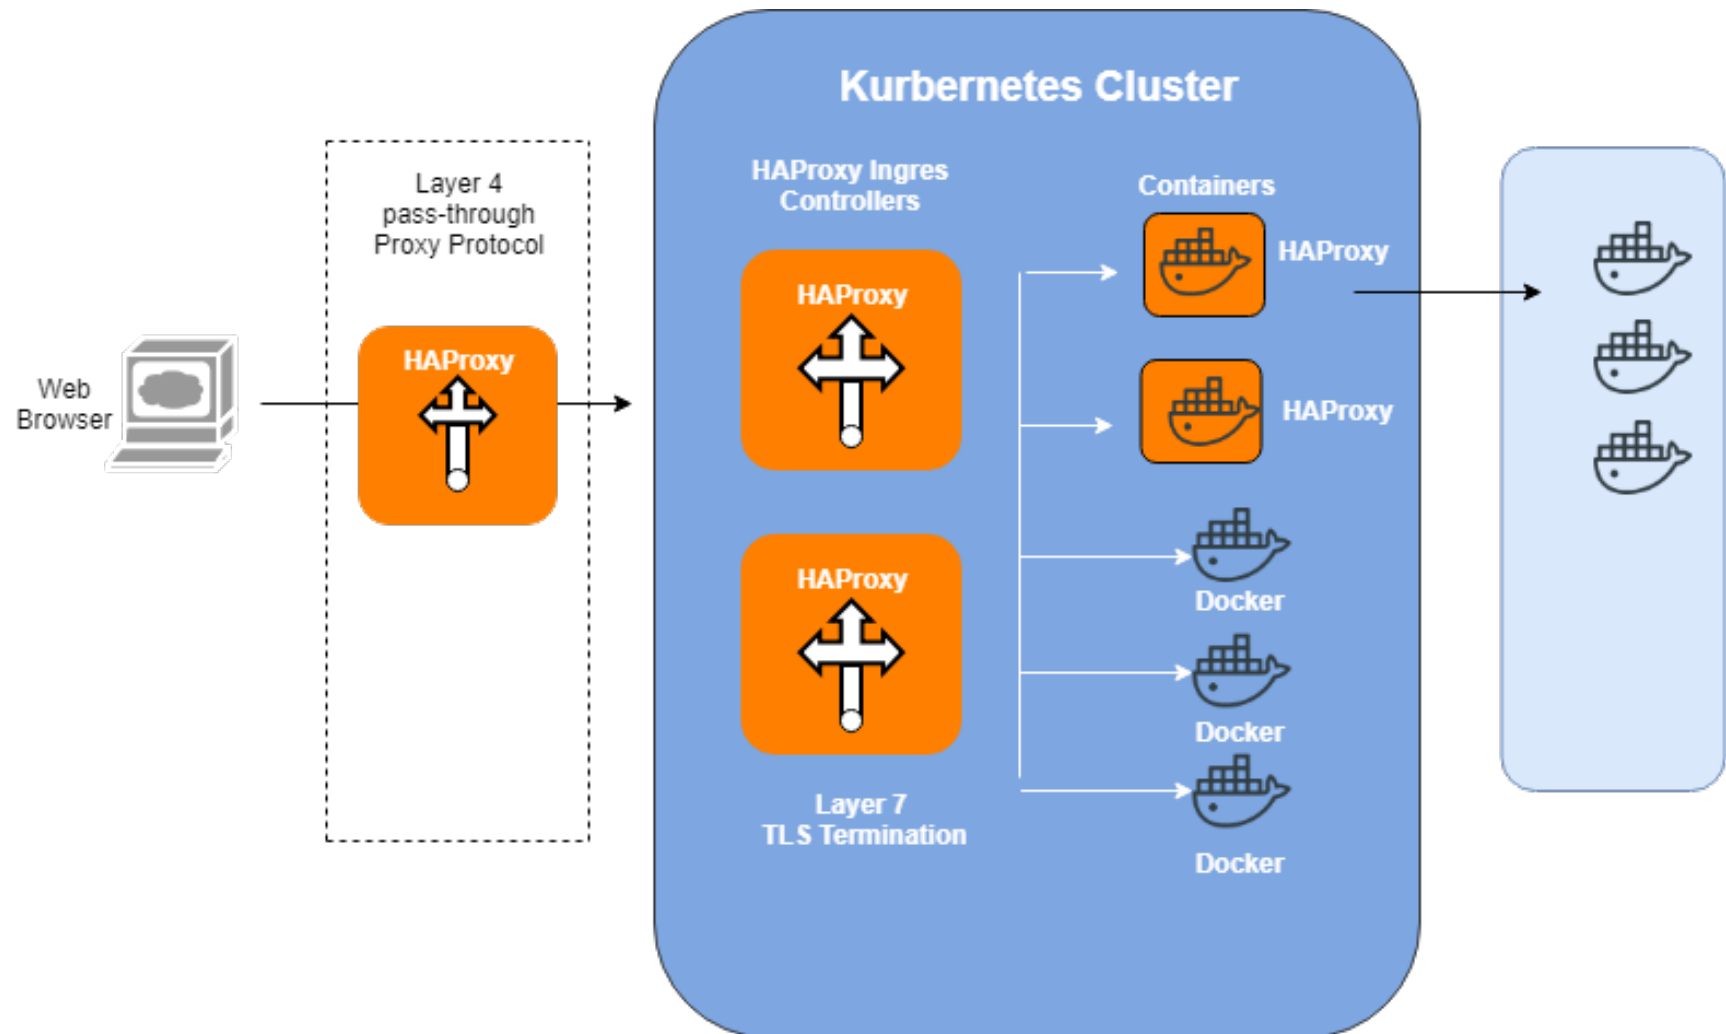 Kurbernetes Cluster
Layer 4
pass-through
Proxy Protocol
HAProxy
Web
Browser
HAProxy Ingres
Controllers
HAProxy
HAProxy
Layer 7
TLS Termination
Containers
HAProxy
HAProxy
Docker
Docker
Docker